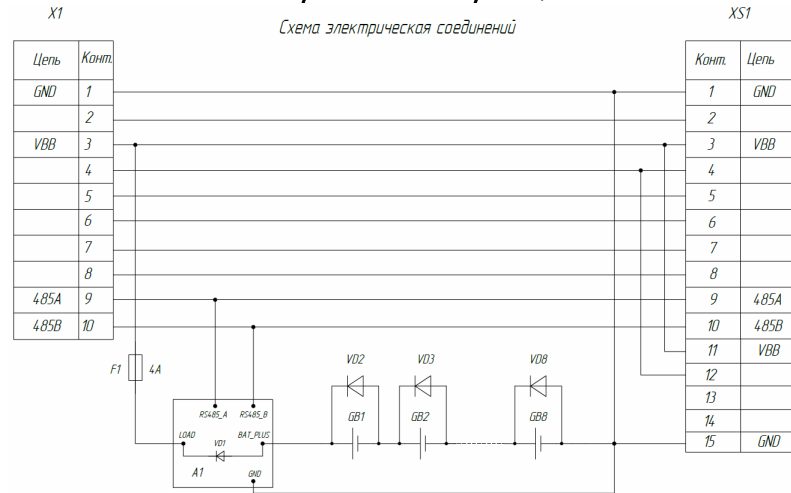 X1
XS1
Схема электрическая соединений
Цепь Конт.
Конт. Цепь
GND 1
1 GND
2
2
VBB 3
3 VBB
4
4
5
5
6
6
7
7
8
8
485A 9
9 485A
485B 10
10 485B
11 VBB
12
13
14
15 GND
F1 4A
VD2 VD3 VD8
GB1 GB2 GB8
RS485_A RS485_B
LOAD VD1 BAT_PLUS
A1 GND